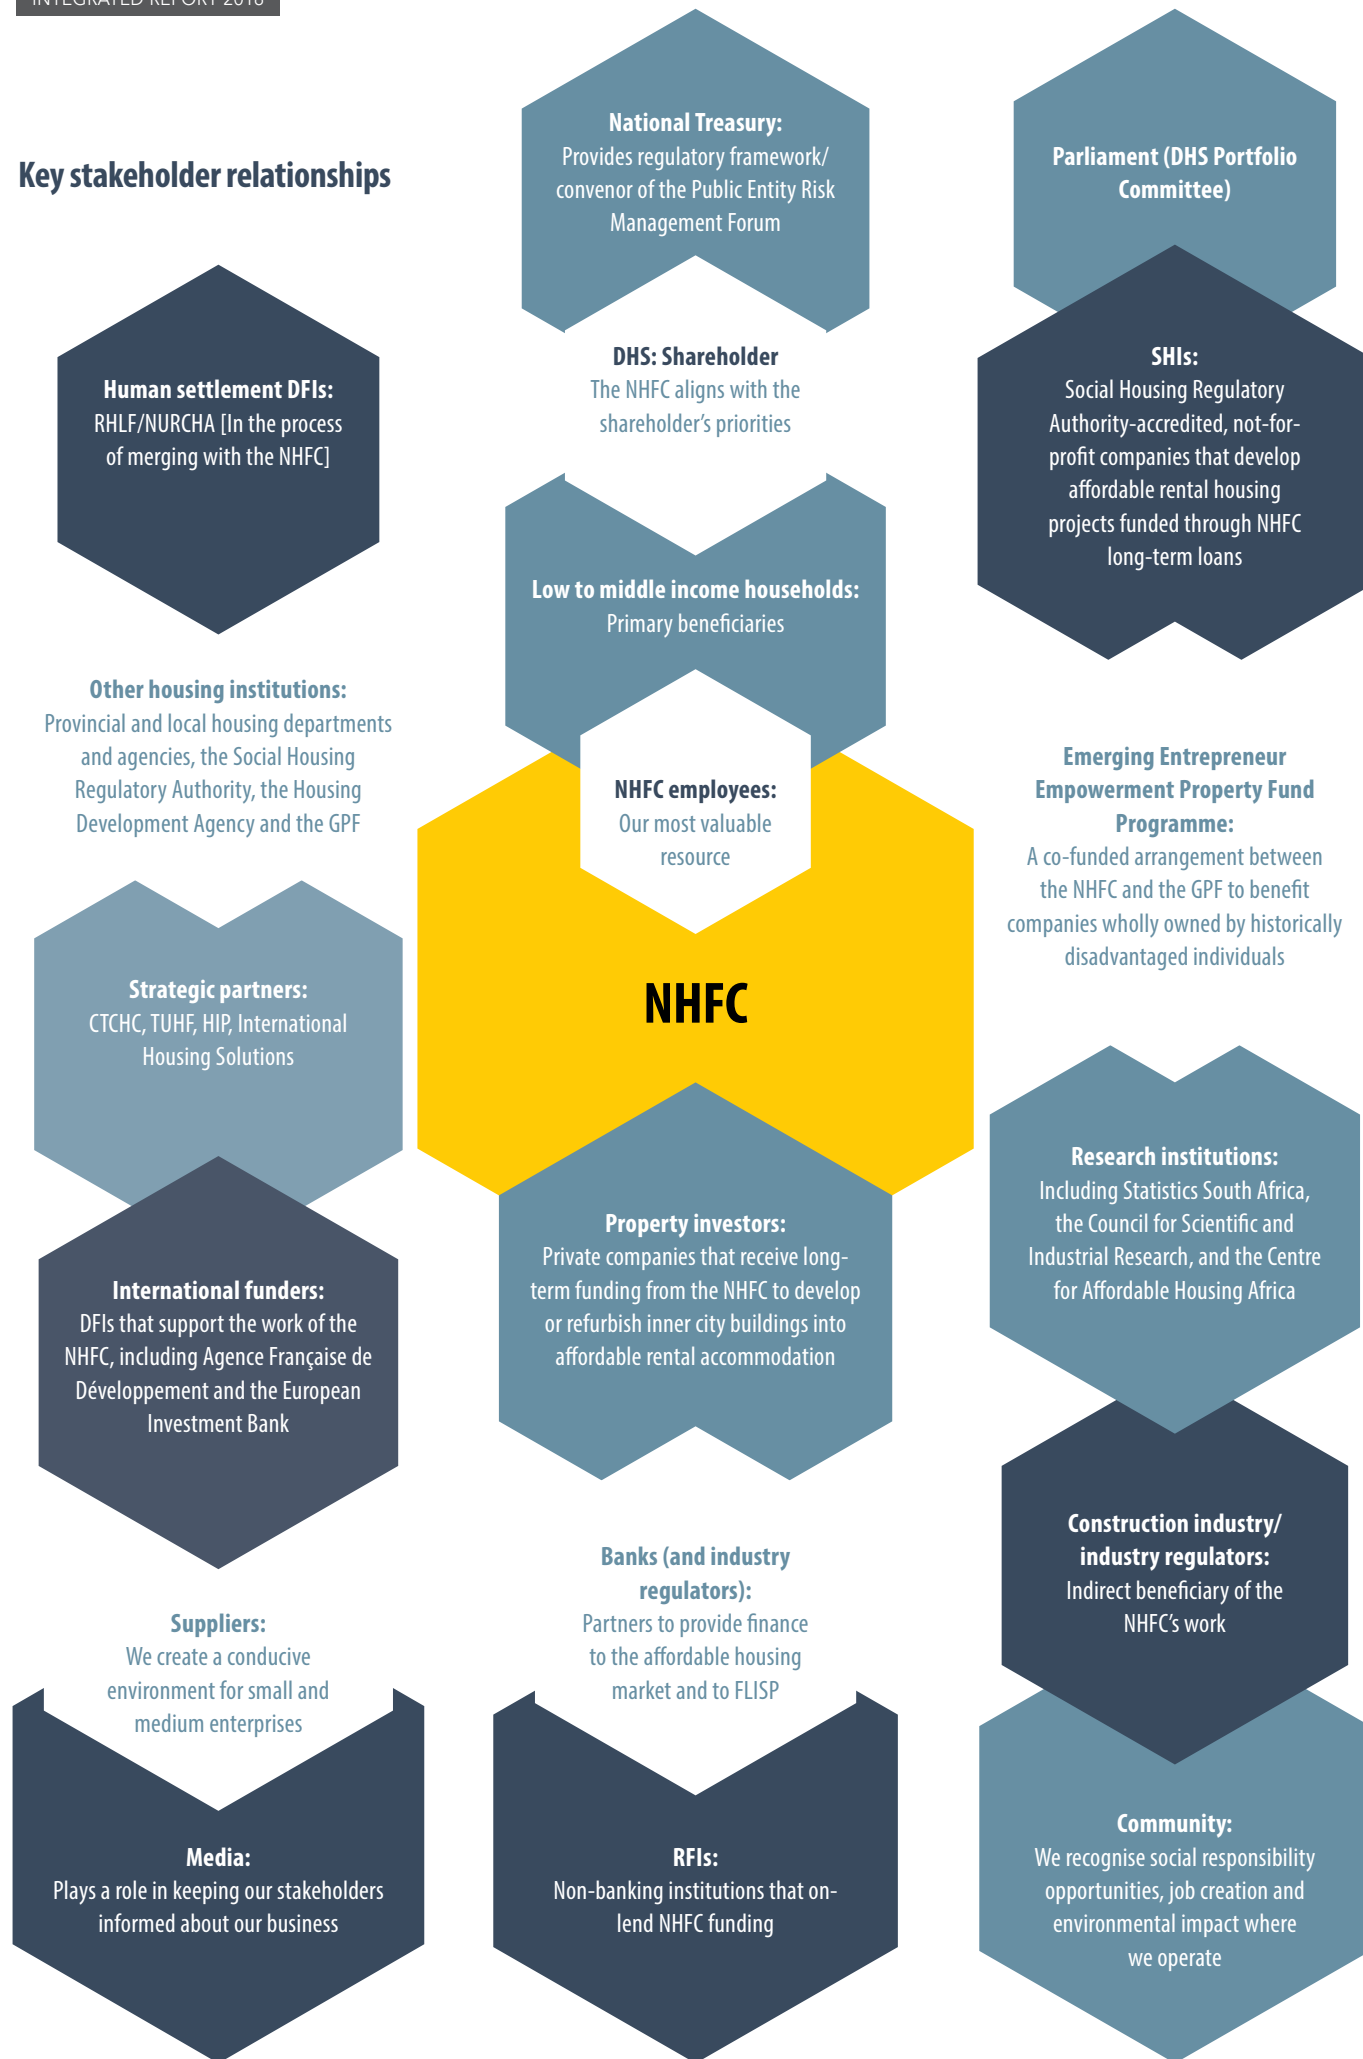 INTEGRATED REPORT 2016
Key stakeholder relationships
Human settlement DFIs:
RHLF/NURCHA [In the process
of merging with the NHFC]
Other housing institutions:
Provincial and local housing departments
and agencies, the Social Housing
Regulatory Authority, the Housing
Development Agency and the GPF
Strategic partners:
CTCHC, TUHF, HIP, International
Housing Solutions
International funders:
DFIs that support the work of the
NHFC, including Agence Française de
Développement and the European
Investment Bank
Suppliers:
We create a conducive
environment for small and
medium enterprises
Media:
Plays a role in keeping our stakeholders
informed about our business
National Treasury:
Provides regulatory framework/
convenor of the Public Entity Risk
Management Forum
DHS: Shareholder
The NHFC aligns with the
shareholder's priorities
Low to middle income households:
Primary beneficiaries
NHFC employees:
Our most valuable
resource
NHFC
Property investors:
Private companies that receive long-
term funding from the NHFC to develop
or refurbish inner city buildings into
affordable rental accommodation
Banks (and industry
regulators):
Partners to provide finance
to the affordable housing
market and to FLISP
RFIs:
Non-banking institutions that on-
lend NHFC funding
Parliament (DHS Portfolio
Committee)
SHIs:
Social Housing Regulatory
Authority-accredited, not-for-
profit companies that develop
affordable rental housing
projects funded through NHFC
long-term loans
Emerging Entrepreneur
Empowerment Property Fund
Programme:
A co-funded arrangement between
the NHFC and the GPF to benefit
companies wholly owned by historically
disadvantaged individuals
Research institutions:
Including Statistics South Africa,
the Council for Scientific and
Industrial Research, and the Centre
for Affordable Housing Africa
Construction industry/
industry regulators:
Indirect beneficiary of the
NHFC's work
Community:
We recognise social responsibility
opportunities, job creation and
environmental impact where
we operate